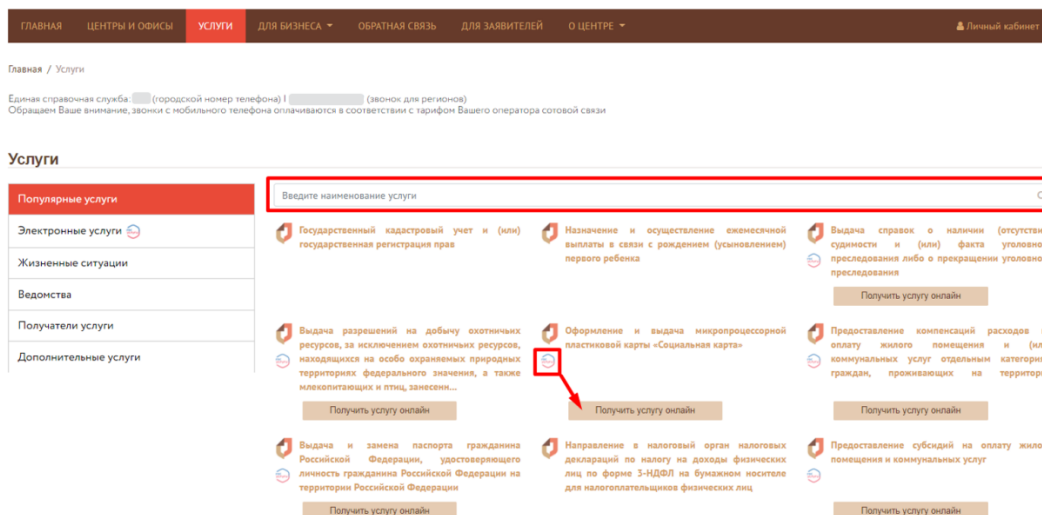 ГЛАВНАЯ ЦЕНТРЫ И ОФИСЫ УСЛУГИ ДЛЯ БИЗНЕСА ОБРАТНАЯ СВЯЗЬ ДЛЯ ЗАЯВИТЕЛЕЙ О ЦЕНТРЕ Личный кабинет
Главная / Услуги
Единая справочная служба: (городской номер телефона) I (звонок для регионов)
Обращаем Ваше внимание, звонки с мобильного телефона оплачиваются в соответствии с тарифом Вашего оператора сотовой связи
Услуги
Популярные услуги
Электронные услуги
Жизненные ситуации
Ведомства
Получатели услуги
Дополнительные услуги
Введите наименование услуги
Государственный кадастровый учет и (или)
государственная регистрация прав
Назначение и осуществление ежемесячной
выплаты в связи с рождением (усыновлением)
первого ребенка
Выдача справок о наличии (отсутстви
судимости и (или) факта уголовно
преследования либо о прекращении уголовно
преследования
Получить услугу онлайн
Выдача разрешений на добычу охотничьих
ресурсов, за исключением охотничьих ресурсов,
находящихся на особо охраняемых природных
территориях федерального значения, а также
млекопитающих и птиц, занесенн...
Получить услугу онлайн
Оформление и выдача микропроцессорной
пластиковой карты «Социальная карта»
Получить услугу онлайн
Предоставление компенсаций расходов
оплату жилого помещения и (ил
коммунальных услуг отдельным категори
граждан, проживающих на территор
Получить услугу онлайн
Выдача и замена паспорта гражданина
Российской Федерации, удостоверяющего
личность гражданина Российской Федерации на
территории Российской Федерации
Получить услугу онлайн
Направление в налоговый орган налоговых
деклараций по налогу на доходы физических
лиц по форме 3-НДФЛ на бумажном носителе
для налогоплательщиков физических лиц
Предоставление субсидий на оплату жило
помещения и коммунальных услуг
Получить услугу онлайн